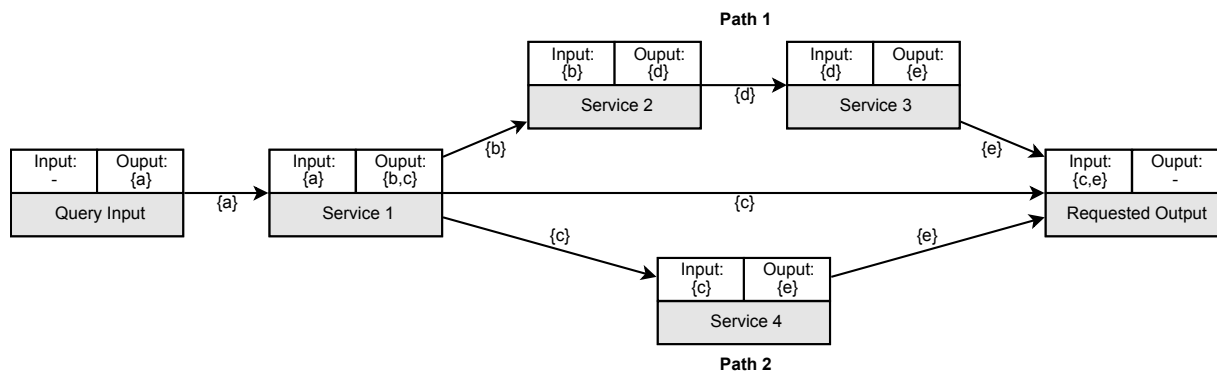 Path 1
Input:
{b}
Ouput:
{d}
Service 2
{d}
Input:
{d}
Ouput:
{e}
Service 3
{b}
{e}
Input:
-
Ouput:
{a}
Query Input
{a}
Input:
{a}
Ouput:
{b,c}
Service 1
{c}
Input:
{c,e}
Ouput:
-
Requested Output
{c}
{e}
Input:
{c}
Ouput:
{e}
Service 4
Path 2